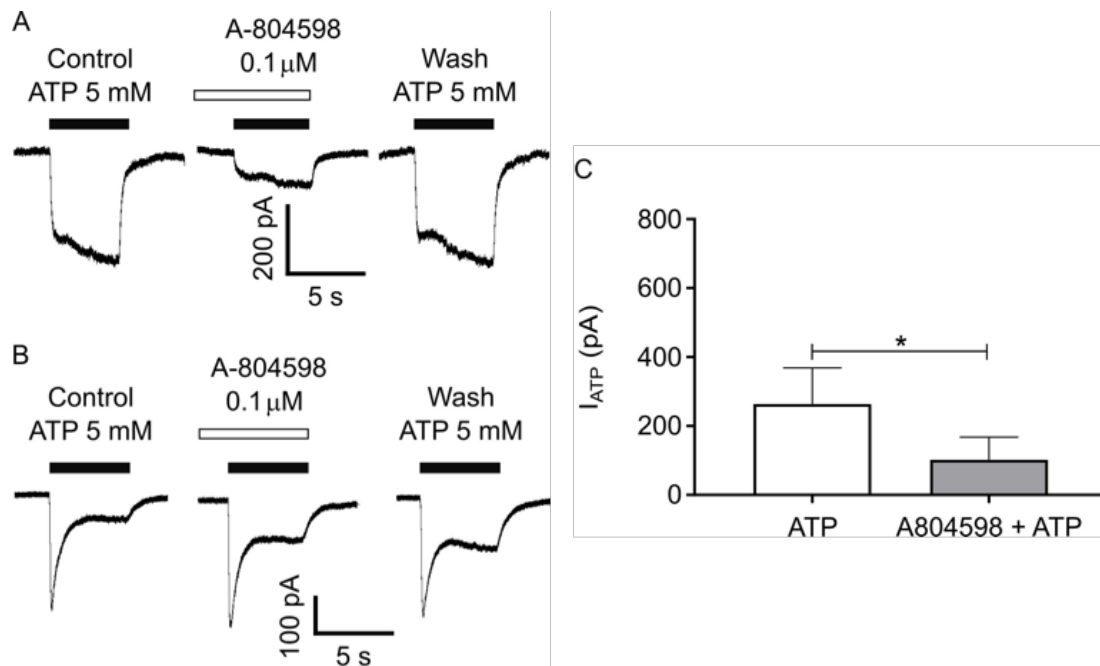 A
Control
ATP 5 mM
A-804598
0.1 μM
Wash
ATP 5 mM
200 pA
5 s
B
Control
ATP 5 mM
A-804598
0.1 μM
Wash
ATP 5 mM
100 pA
5 s
C
800
600
400
200
0
I_ATP (pA)
*
ATP
A804598 + ATP